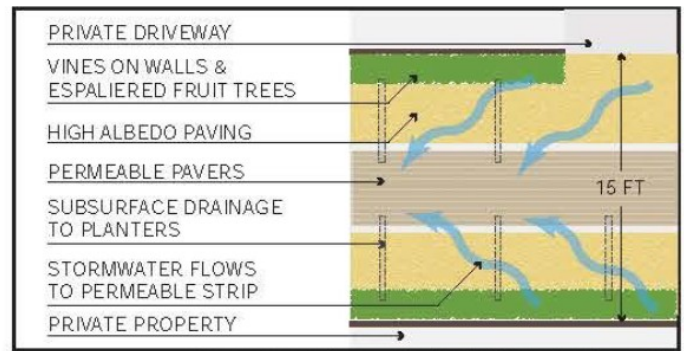 PRIVATE DRIVEWAY
VINES ON WALLS &
ESPALIERED FRUIT TREES
HIGH ALBEDO PAVING
PERMEABLE PAVERS
15 FT
SUBSURFACE DRAINAGE
TO PLANTERS
STORMWATER FLOWS
TO PERMEABLE STRIP
PRIVATE PROPERTY